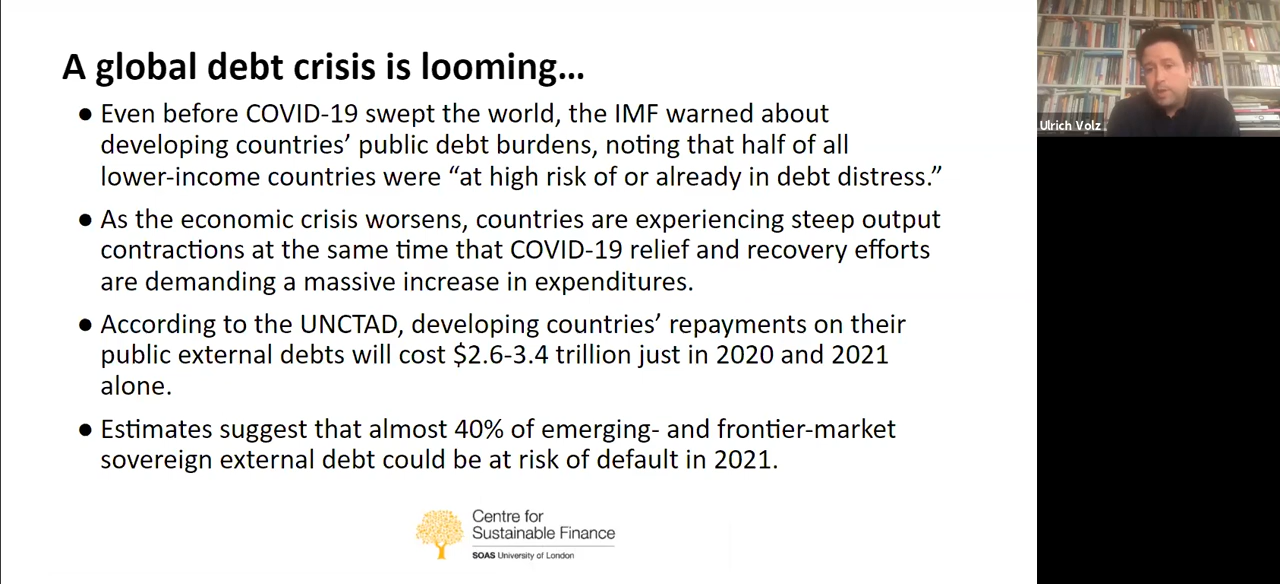 A global debt crisis is looming...
● Even before COVID-19 swept the world, the IMF warned about
developing countries’ public debt burdens, noting that half of all
lower-income countries were “at high risk of or already in debt distress.”
● As the economic crisis worsens, countries are experiencing steep output
contractions at the same time that COVID-19 relief and recovery efforts
are demanding a massive increase in expenditures.
● According to the UNCTAD, developing countries’ repayments on their
public external debts will cost $2.6-3.4 trillion just in 2020 and 2021
alone.
● Estimates suggest that almost 40% of emerging- and frontier-market
sovereign external debt could be at risk of default in 2021.
Centre for
Sustainable Finance
SOAS University of London
Ulrich Volz